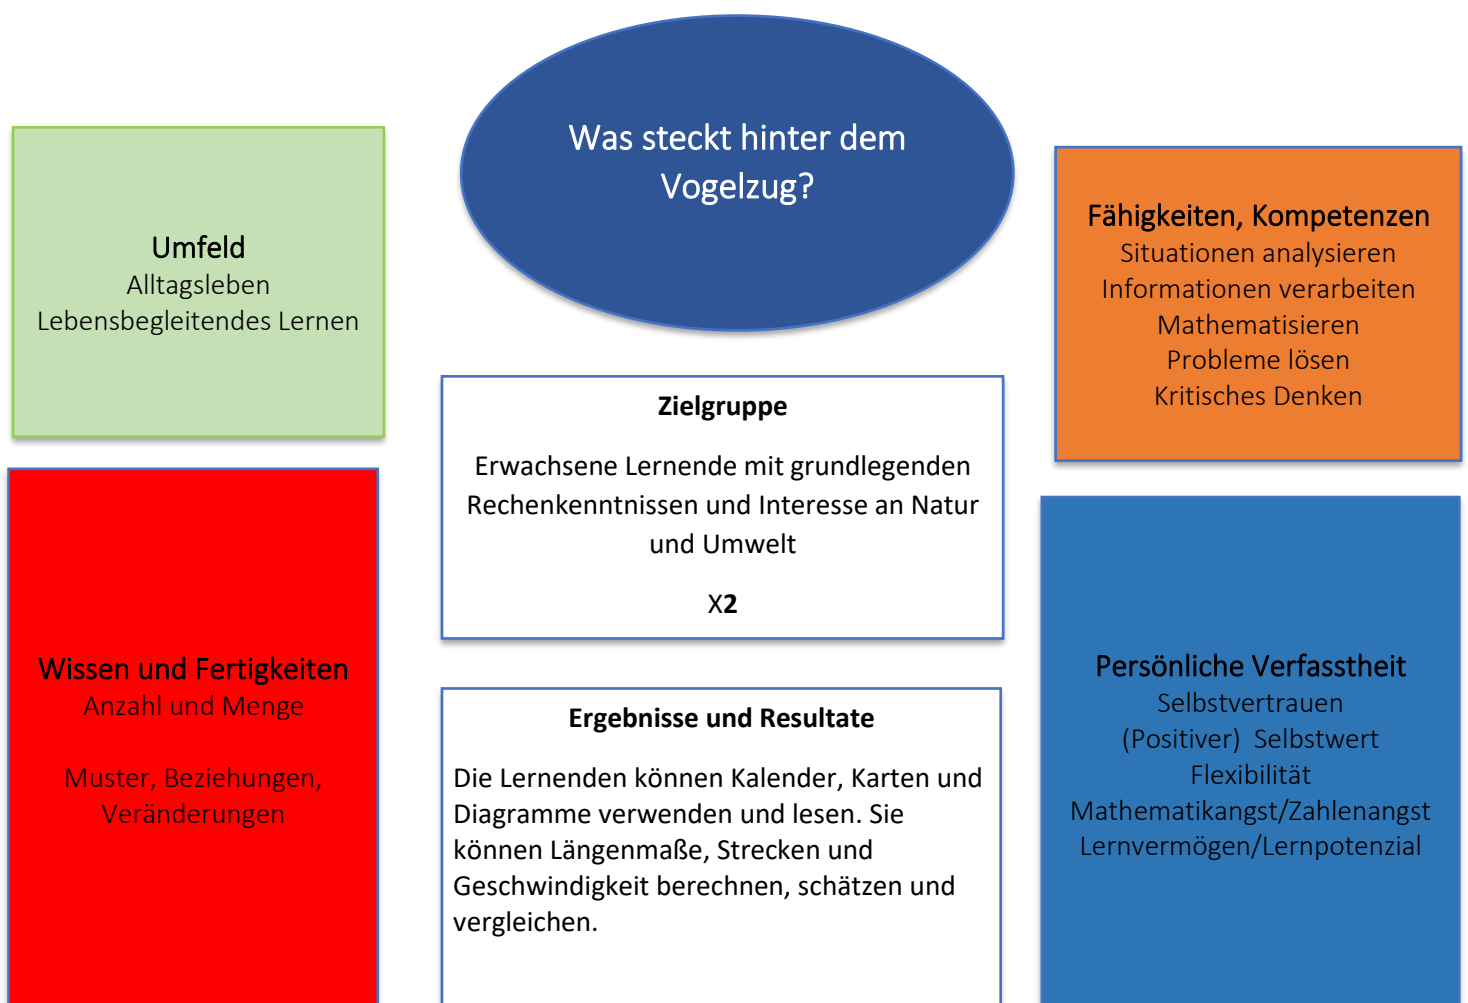 Was steckt hinter dem
Vogelzug?
Umfeld
Alltagsleben
Lebensbegleitendes Lernen
Fähigkeiten, Kompetenzen
Situationen analysieren
Informationen verarbeiten
Mathematisieren
Probleme lösen
Kritisches Denken
Zielgruppe
Erwachsene Lernende mit grundlegenden
Rechenkenntnissen und Interesse an Natur
und Umwelt
X2
Wissen und Fertigkeiten
Anzahl und Menge
Muster, Beziehungen,
Veränderungen
Ergebnisse und Resultate
Die Lernenden können Kalender, Karten und
Diagramme verwenden und lesen. Sie
können Längenmaße, Strecken und
Geschwindigkeit berechnen, schätzen und
vergleichen.
Persönliche Verfasstheit
Selbstvertrauen
(Positiver) Selbstwert
Flexibilität
Mathematikangst/Zahlenangst
Lernvermögen/Lernpotenzial